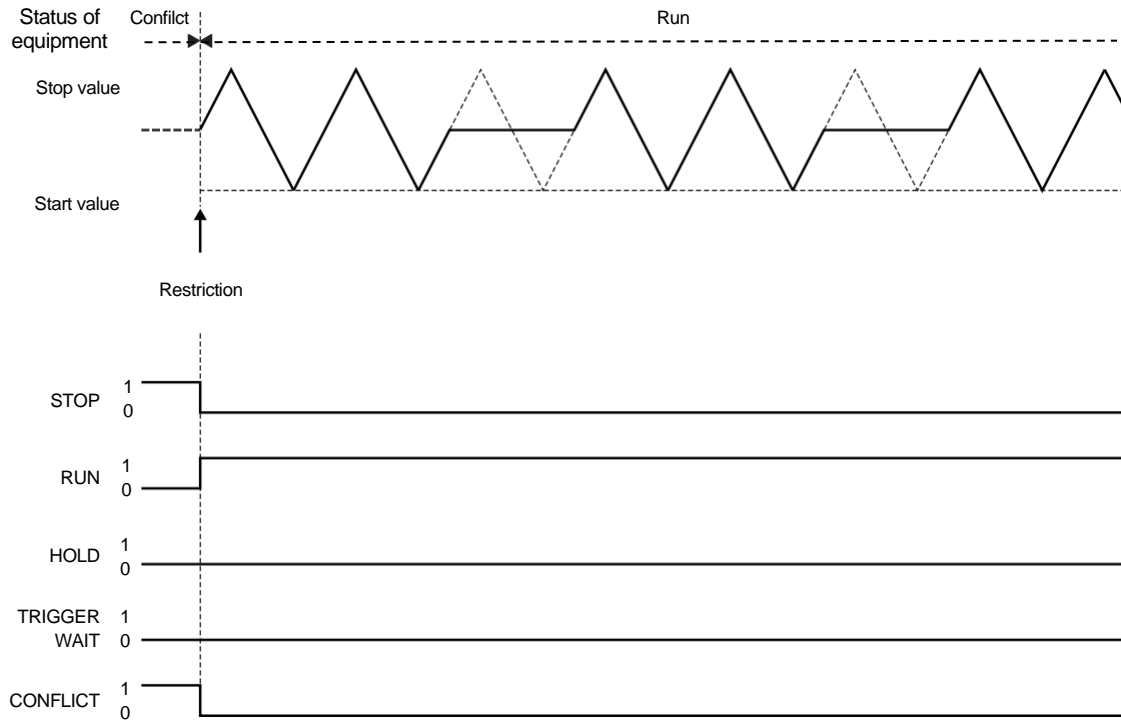 Status of
equipment
Confilct
Run
Stop value
Start value
Restriction
STOP
1
0
RUN
1
0
HOLD
1
0
TRIGGER
WAIT
1
0
CONFLICT
1
0